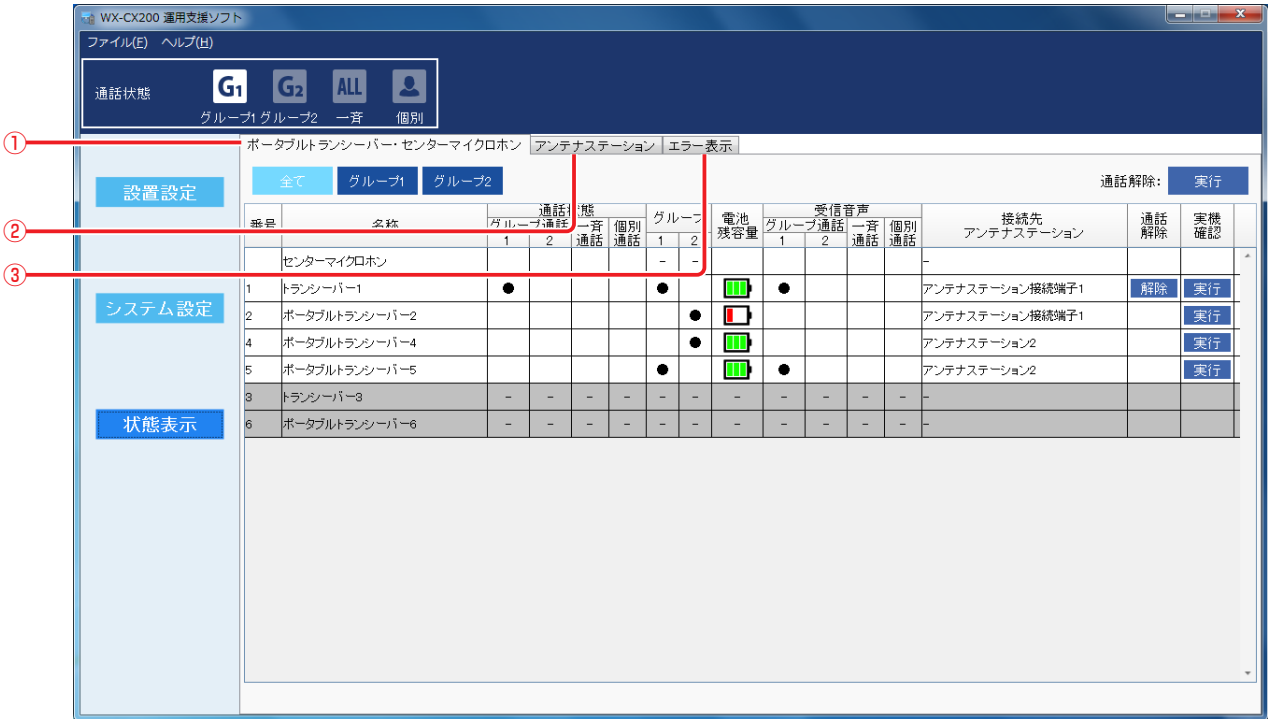 WX-CX200 運用支援ソフト
ファイル(F) ヘルプ(H)
通話状態
G1 G2 ALL
グループ1 グループ2 一斉 個別
①
ポータブルトランシーバー・センターマイクロホン アンテナステーション エラー表示
設置設定
全て グループ1 グループ2 通話解除: 実行
②
番号 名称 通話状態 グループ 電池残容量 受信音声 接続先 アンテナステーション 通話解除 実機確認
グループ通話 一斉通話 個別通話 グループ通話 一斉通話 個別通話
1 2 1 2 1 2
③
センターマイクロホン - - -
システム設定
1 トランシーバー1 ● ● ● アンテナステーション接続端子1 解除 実行
2 ポータブルトランシーバー2 ● アンテナステーション接続端子1 実行
4 ポータブルトランシーバー4 ● アンテナステーション2 実行
5 ポータブルトランシーバー5 ● ● アンテナステーション2 実行
3 トランシーバー3 - - - - - - - - - - - -
状態表示
6 ポータブルトランシーバー6 - - - - - - - - - - - -